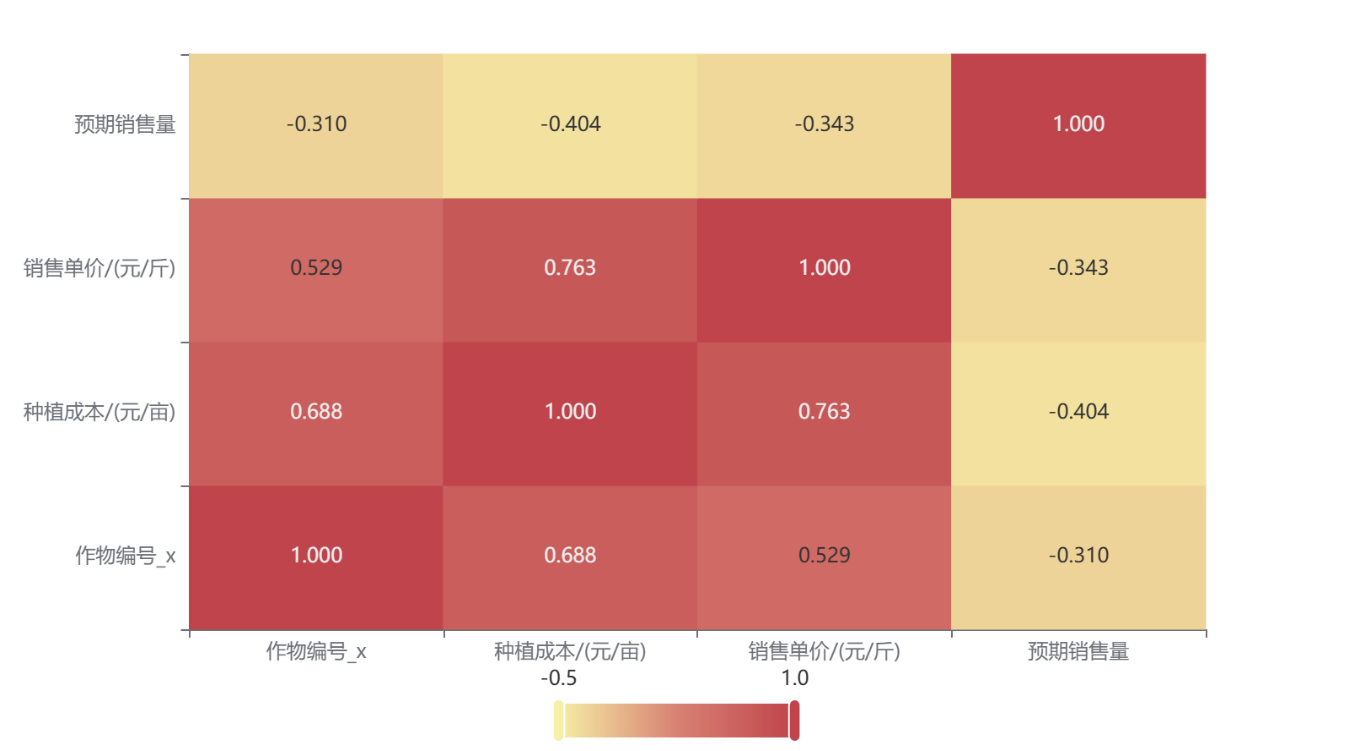 预期销售量 -0.310 -0.404 -0.343 1.000
销售单价/(元/斤) 0.529 0.763 1.000 -0.343
种植成本/(元/亩) 0.688 1.000 0.763 -0.404
作物编号_x 1.000 0.688 0.529 -0.310
作物编号_x 种植成本/(元/亩) 销售单价/(元/斤) 预期销售量
-0.5 1.0